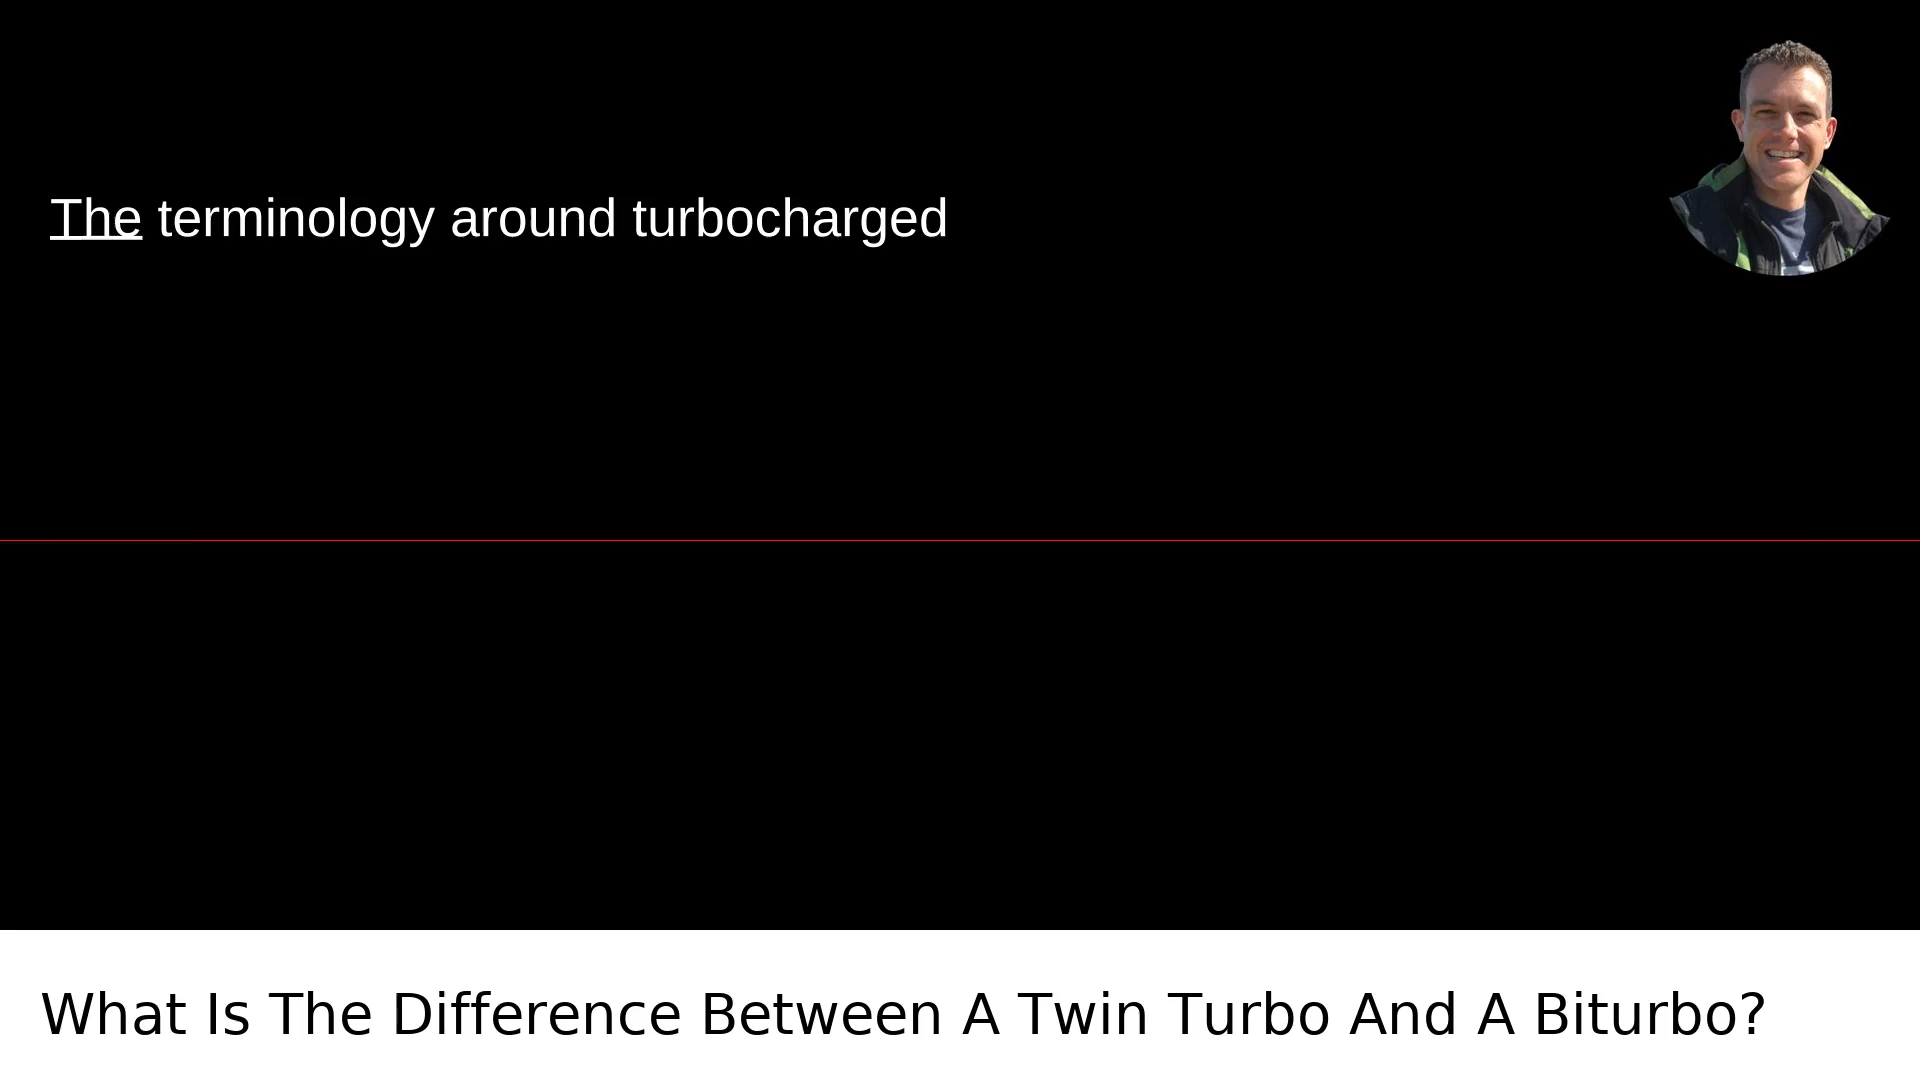 The terminology around turbocharged
What Is The Difference Between A Twin Turbo And A Biturbo?